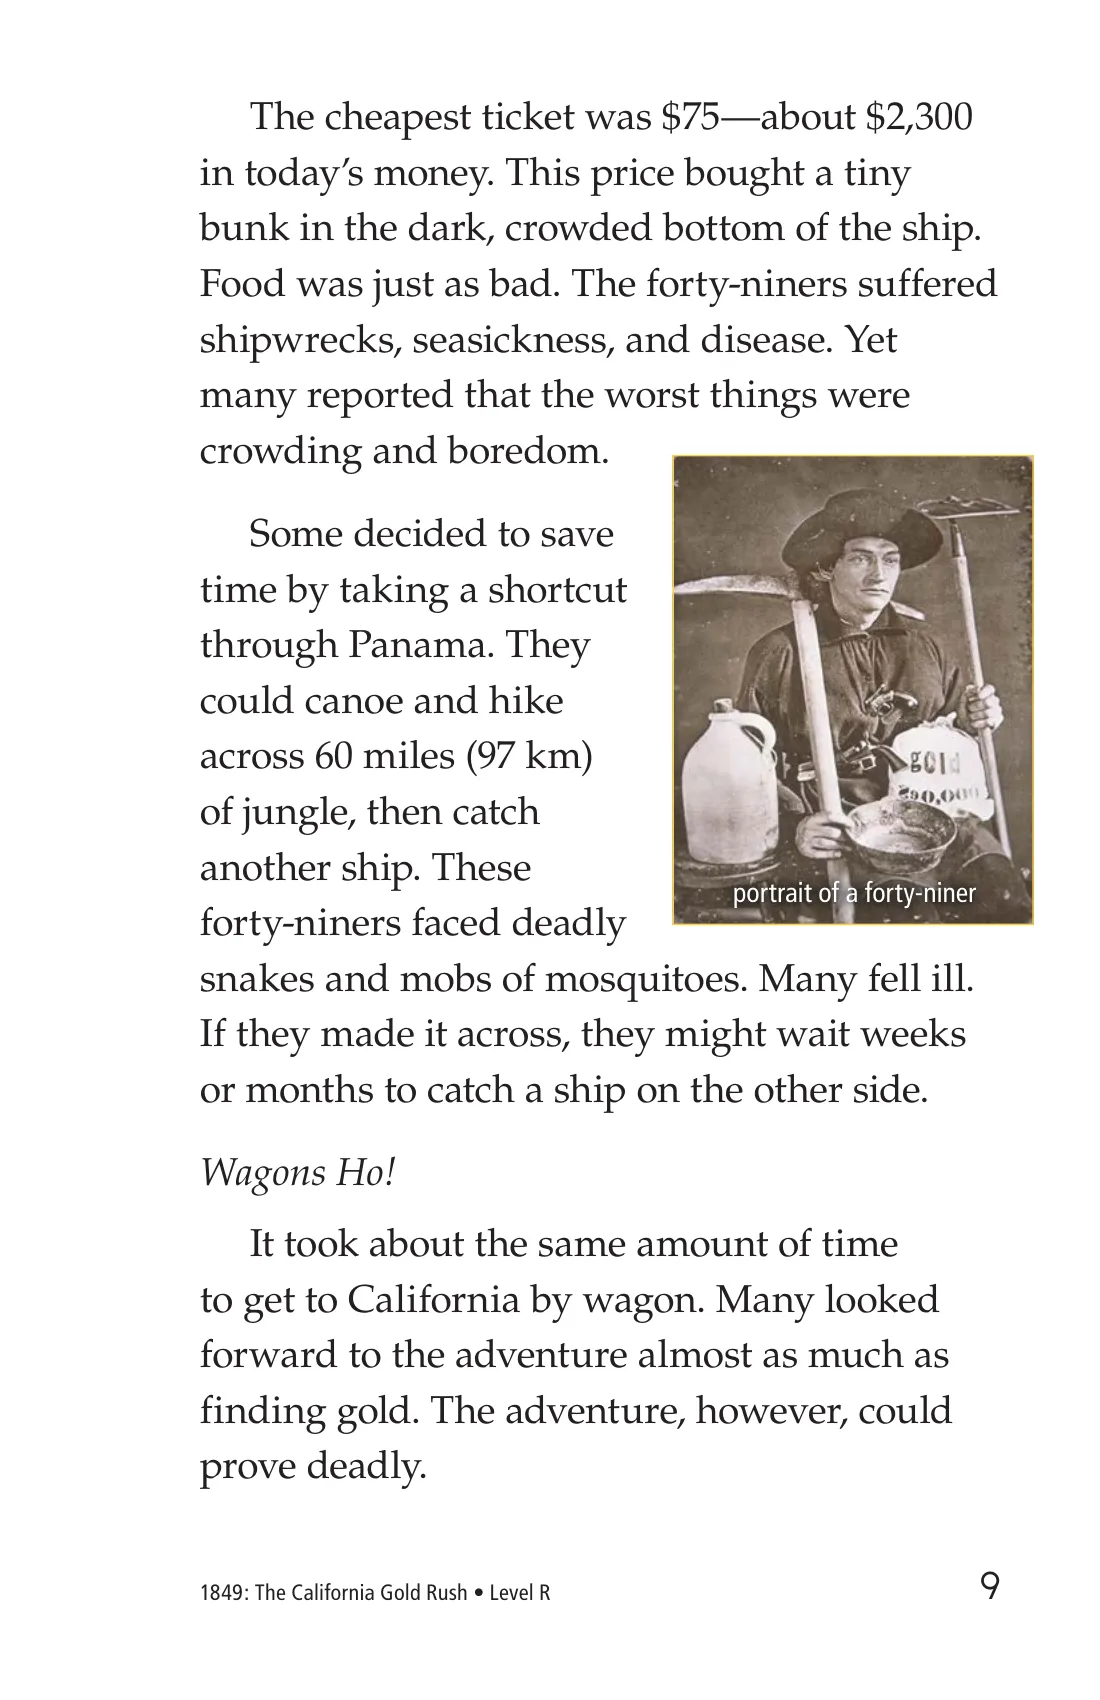 The cheapest ticket was $75—about $2,300
in today’s money. This price bought a tiny
bunk in the dark, crowded bottom of the ship.
Food was just as bad. The forty-niners suffered
shipwrecks, seasickness, and disease. Yet
many reported that the worst things were
crowding and boredom.
Some decided to save
time by taking a shortcut
through Panama. They
could canoe and hike
across 60 miles (97 km)
of jungle, then catch
another ship. These
forty-niners faced deadly
snakes and mobs of mosquitoes. Many fell ill.
If they made it across, they might wait weeks
or months to catch a ship on the other side.
gold
$90,000
portrait of a forty-niner
Wagons Ho!
It took about the same amount of time
to get to California by wagon. Many looked
forward to the adventure almost as much as
finding gold. The adventure, however, could
prove deadly.
1849: The California Gold Rush • Level R
9